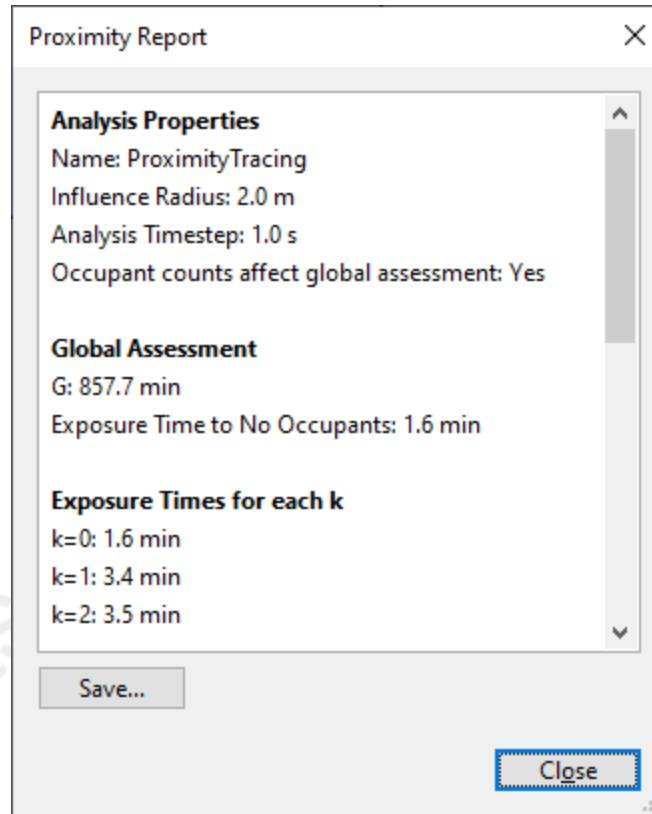 Proximity Report
Analysis Properties
Name: ProximityTracing
Influence Radius: 2.0 m
Analysis Timestep: 1.0 s
Occupant counts affect global assessment: Yes
Global Assessment
G: 857.7 min
Exposure Time to No Occupants: 1.6 min
Exposure Times for each k
k=0: 1.6 min
k=1: 3.4 min
k=2: 3.5 min
Save...
Close